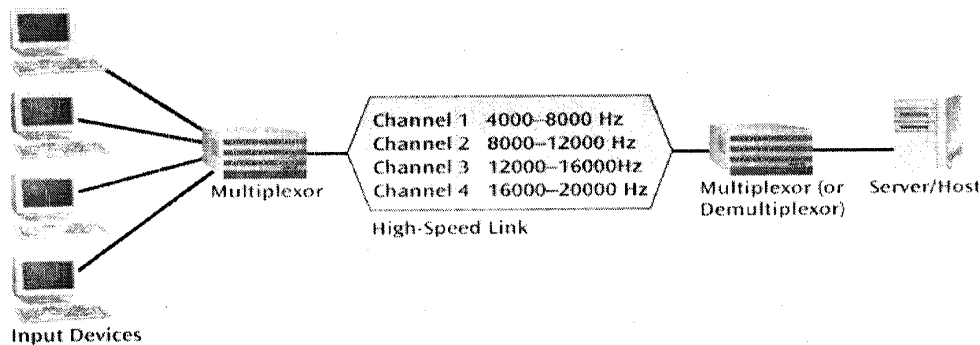 Channel 1 4000–8000 Hz
Channel 2 8000–12000 Hz
Channel 3 12000–16000Hz
Channel 4 16000–20000 Hz
Multiplexor
High-Speed Link
Multiplexor (or
Demultiplexor)
Server/Host
Input Devices